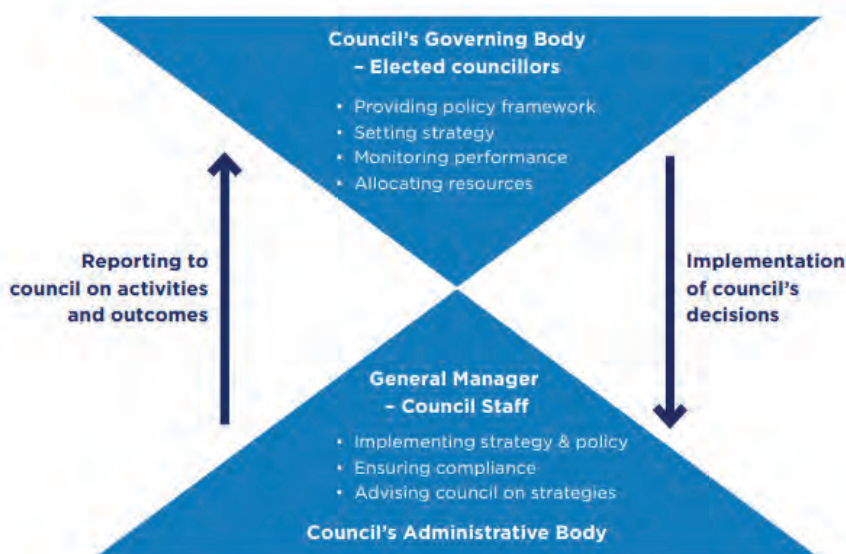 Council's Governing Body
– Elected councillors
• Providing policy framework
• Setting strategy
• Monitoring performance
• Allocating resources
Reporting to
council on activities
and outcomes
Implementation
of council's
decisions
General Manager
– Council Staff
• Implementing strategy & policy
• Ensuring compliance
• Advising council on strategies
Council's Administrative Body